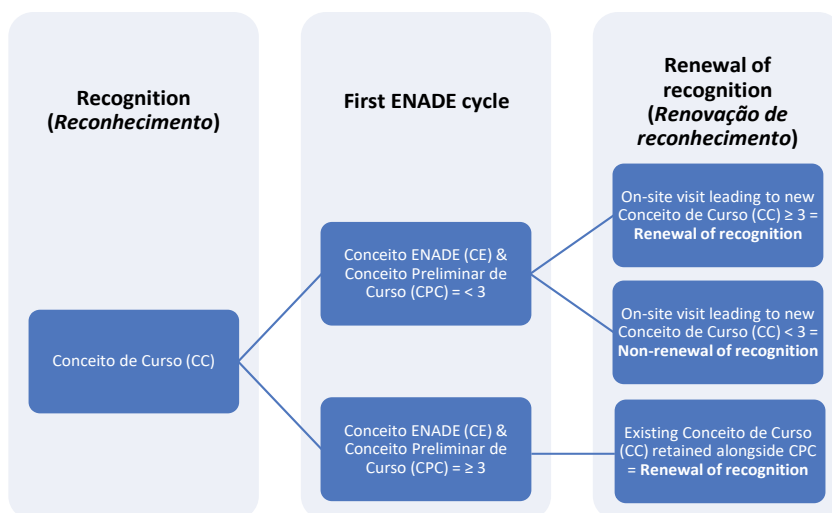 Recognition
(Reconhecimento)
First ENADE cycle
Renewal of
recognition
(Renovação de
reconhecimento)
Conceito de Curso (CC)
Conceito ENADE (CE) &
Conceito Preliminar de
Curso (CPC) = < 3
Conceito ENADE (CE) &
Conceito Preliminar de
Curso (CPC) = ≥ 3
On-site visit leading to new
Conceito de Curso (CC) ≥ 3 =
Renewal of recognition
On-site visit leading to new
Conceito de Curso (CC) < 3 =
Non-renewal of recognition
Existing Conceito de Curso
(CC) retained alongside CPC
= Renewal of recognition